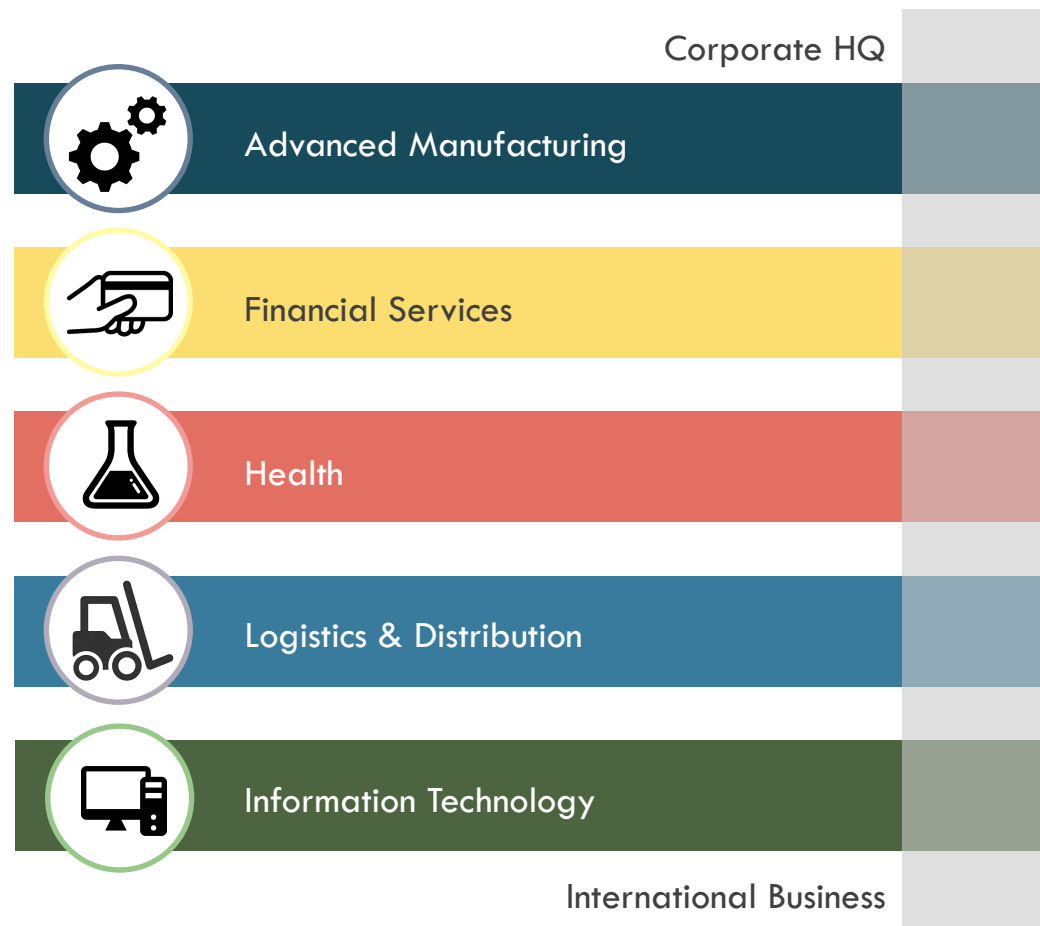 Corporate HQ
Advanced Manufacturing
Financial Services
Health
Logistics & Distribution
Information Technology
International Business